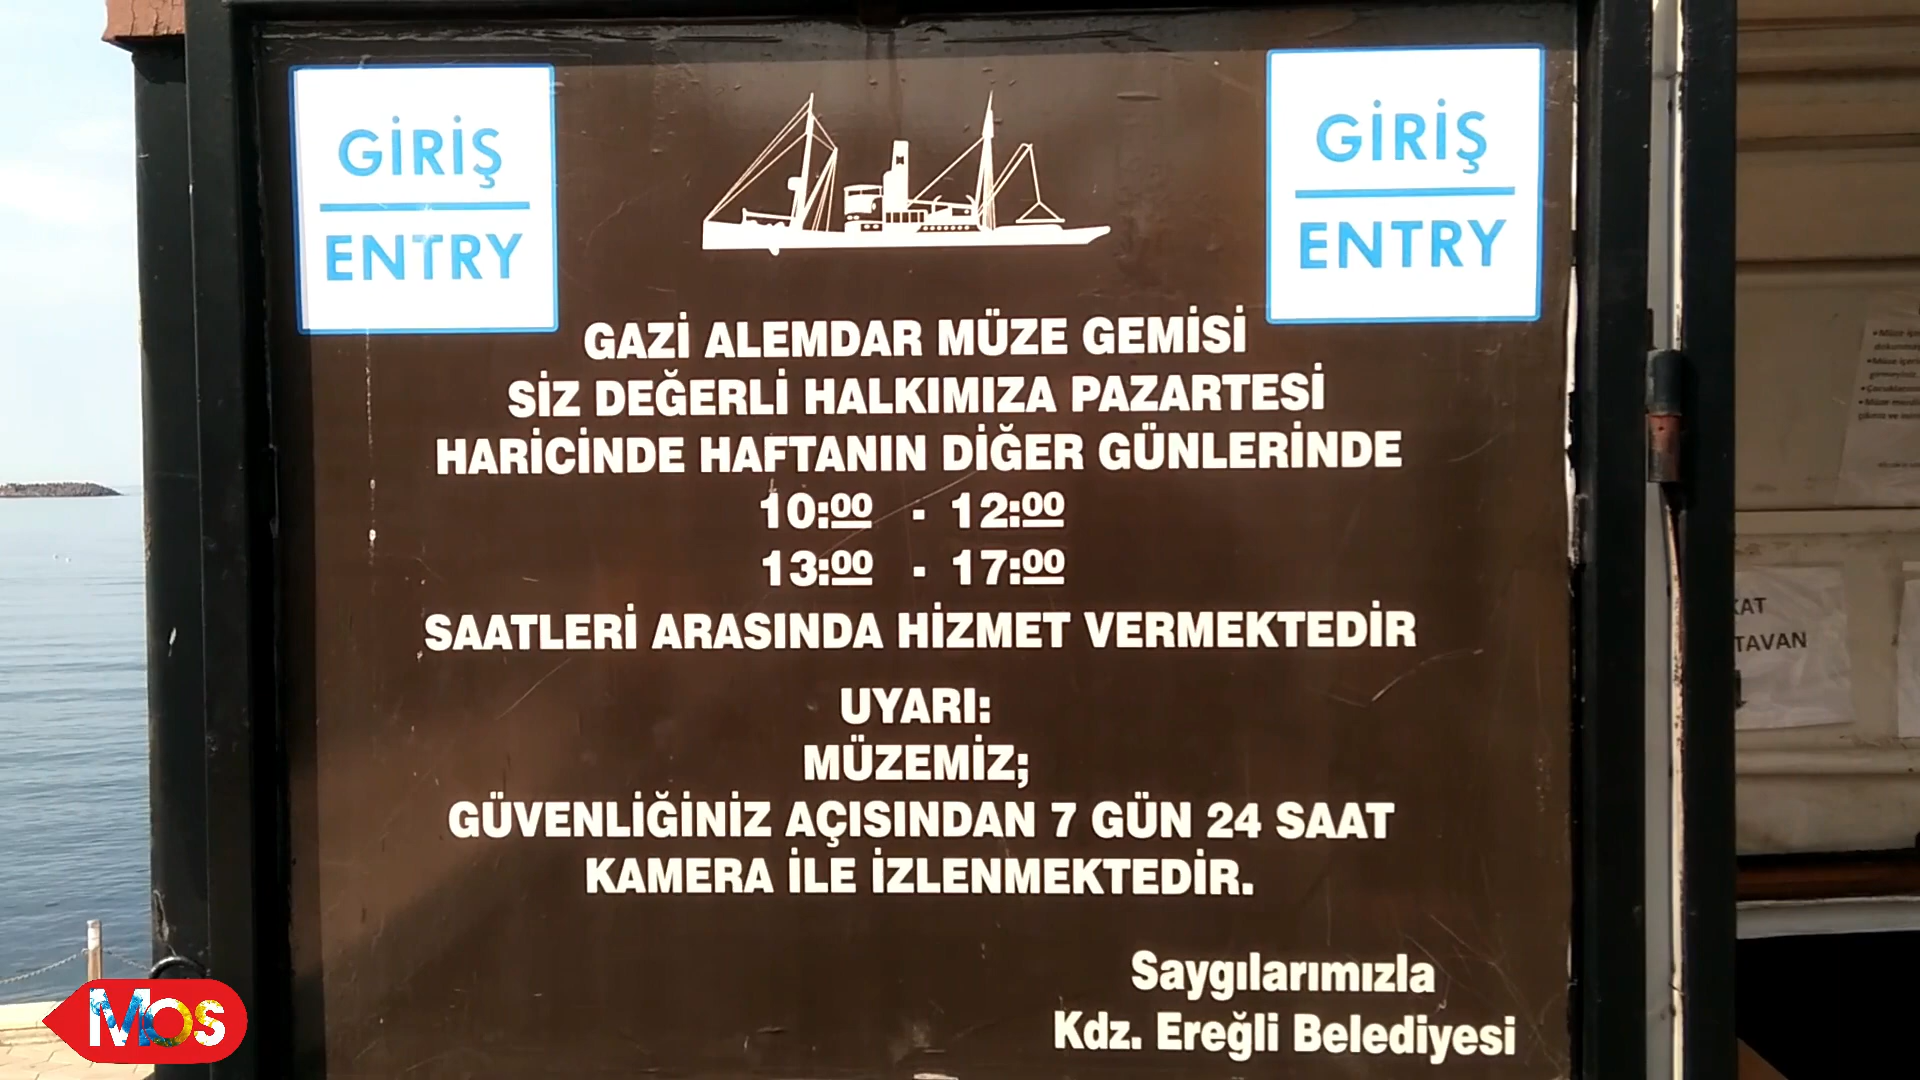 GİRİŞ
ENTRY
GİRİŞ
ENTRY
GAZİ ALEMDAR MÜZE GEMİSİ
SİZ DEĞERLİ HALKIMIZA PAZARTESİ
HARİCİNDE HAFTANIN DİĞER GÜNLERİNDE
10:00 - 12:00
13:00 - 17:00
SAATLERİ ARASINDA HİZMET VERMEKTEDİR
UYARI:
MÜZEMİZ;
GÜVENLİĞİNİZ AÇISINDAN 7 GÜN 24 SAAT
KAMERA İLE İZLENMEKTEDİR.
Saygılarımızla
Kdz. Ereğli Belediyesi
TAVAN
Mos